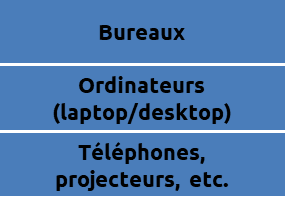 Bureaux
Ordinateurs
(laptop/desktop)
Téléphones,
projecteurs, etc.